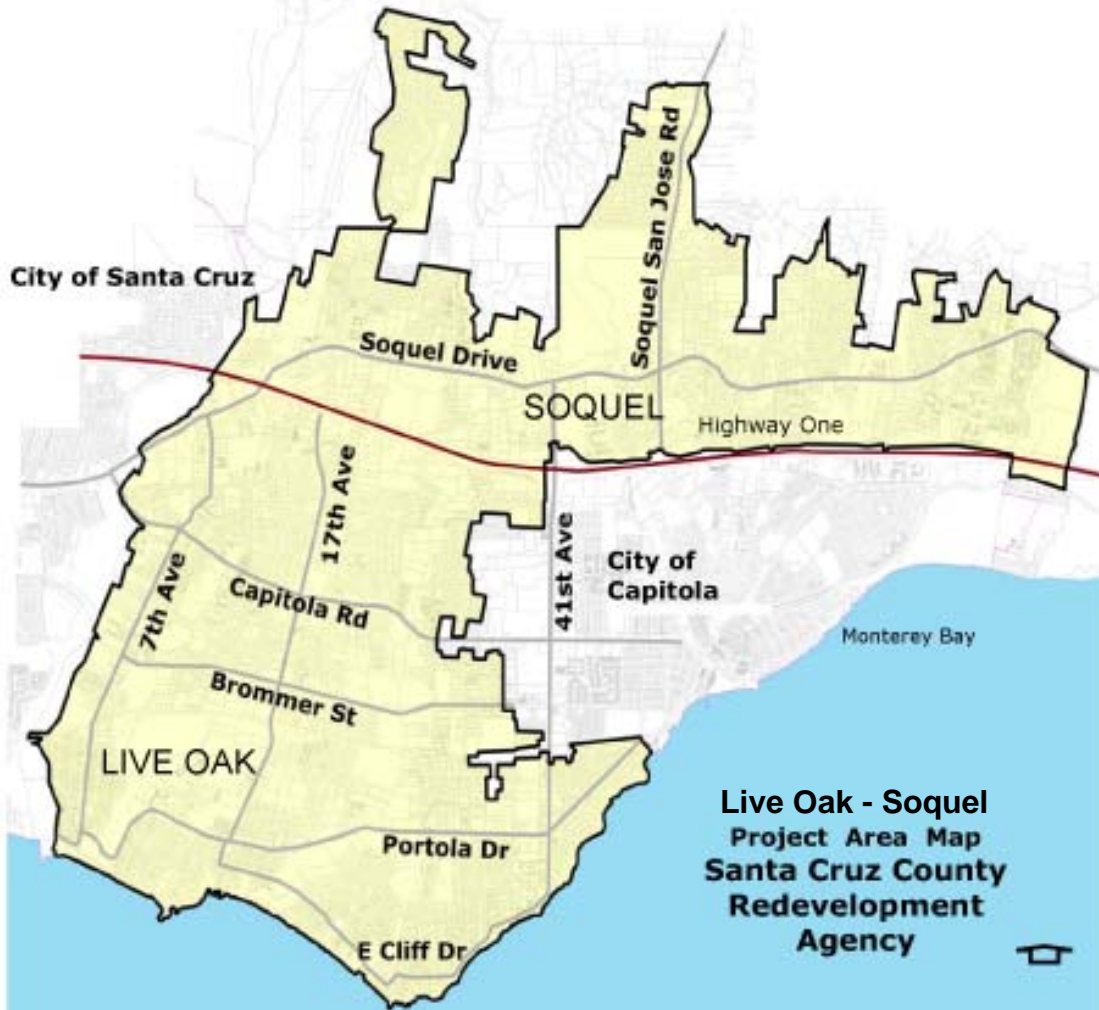 City of Santa Cruz
Soquel San Jose Rd
Soquel Drive
SOQUEL
Highway One
17th Ave
41st Ave
City of
Capitola
7th Ave
Capitola Rd
Monterey Bay
Brommer St
LIVE OAK
Portola Dr
E Cliff Dr
Live Oak - Soquel
Project Area Map
Santa Cruz County
Redevelopment
Agency